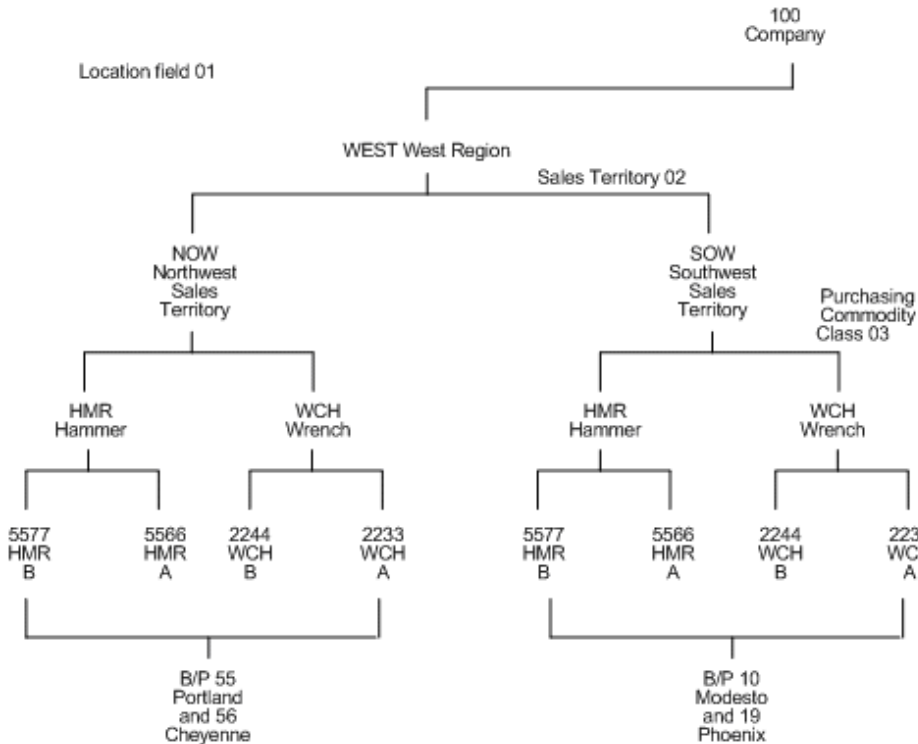 100
Company
Location field 01
WEST West Region
Sales Territory 02
NOW
Northwest
Sales
Territory
SOW
Southwest
Sales
Territory
Purchasing
Commodity
Class 03
HMR
Hammer
WCH
Wrench
HMR
Hammer
WCH
Wrench
5577
HMR
B
5566
HMR
A
2244
WCH
B
2233
WCH
A
5577
HMR
B
5566
HMR
A
2244
WCH
B
223
WC
A
B/P 55
Portland
and 56
Cheyenne
B/P 10
Modesto
and 19
Phoenix